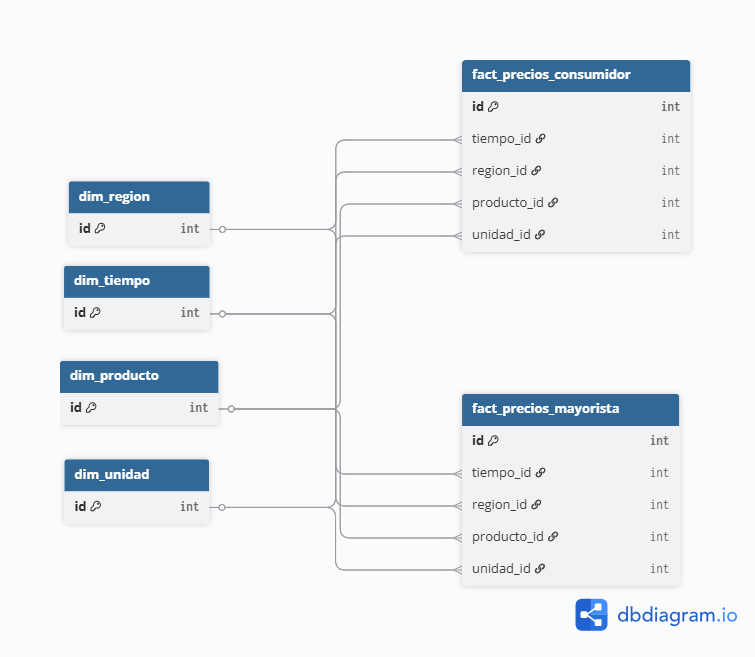 dim_region
id int
dim_tiempo
id int
dim_producto
id int
dim_unidad
id int
fact_precios_consumidor
id int
tiempo_id int
region_id int
producto_id int
unidad_id int
fact_precios_mayorista
id int
tiempo_id int
region_id int
producto_id int
unidad_id int
dbdiagram.io